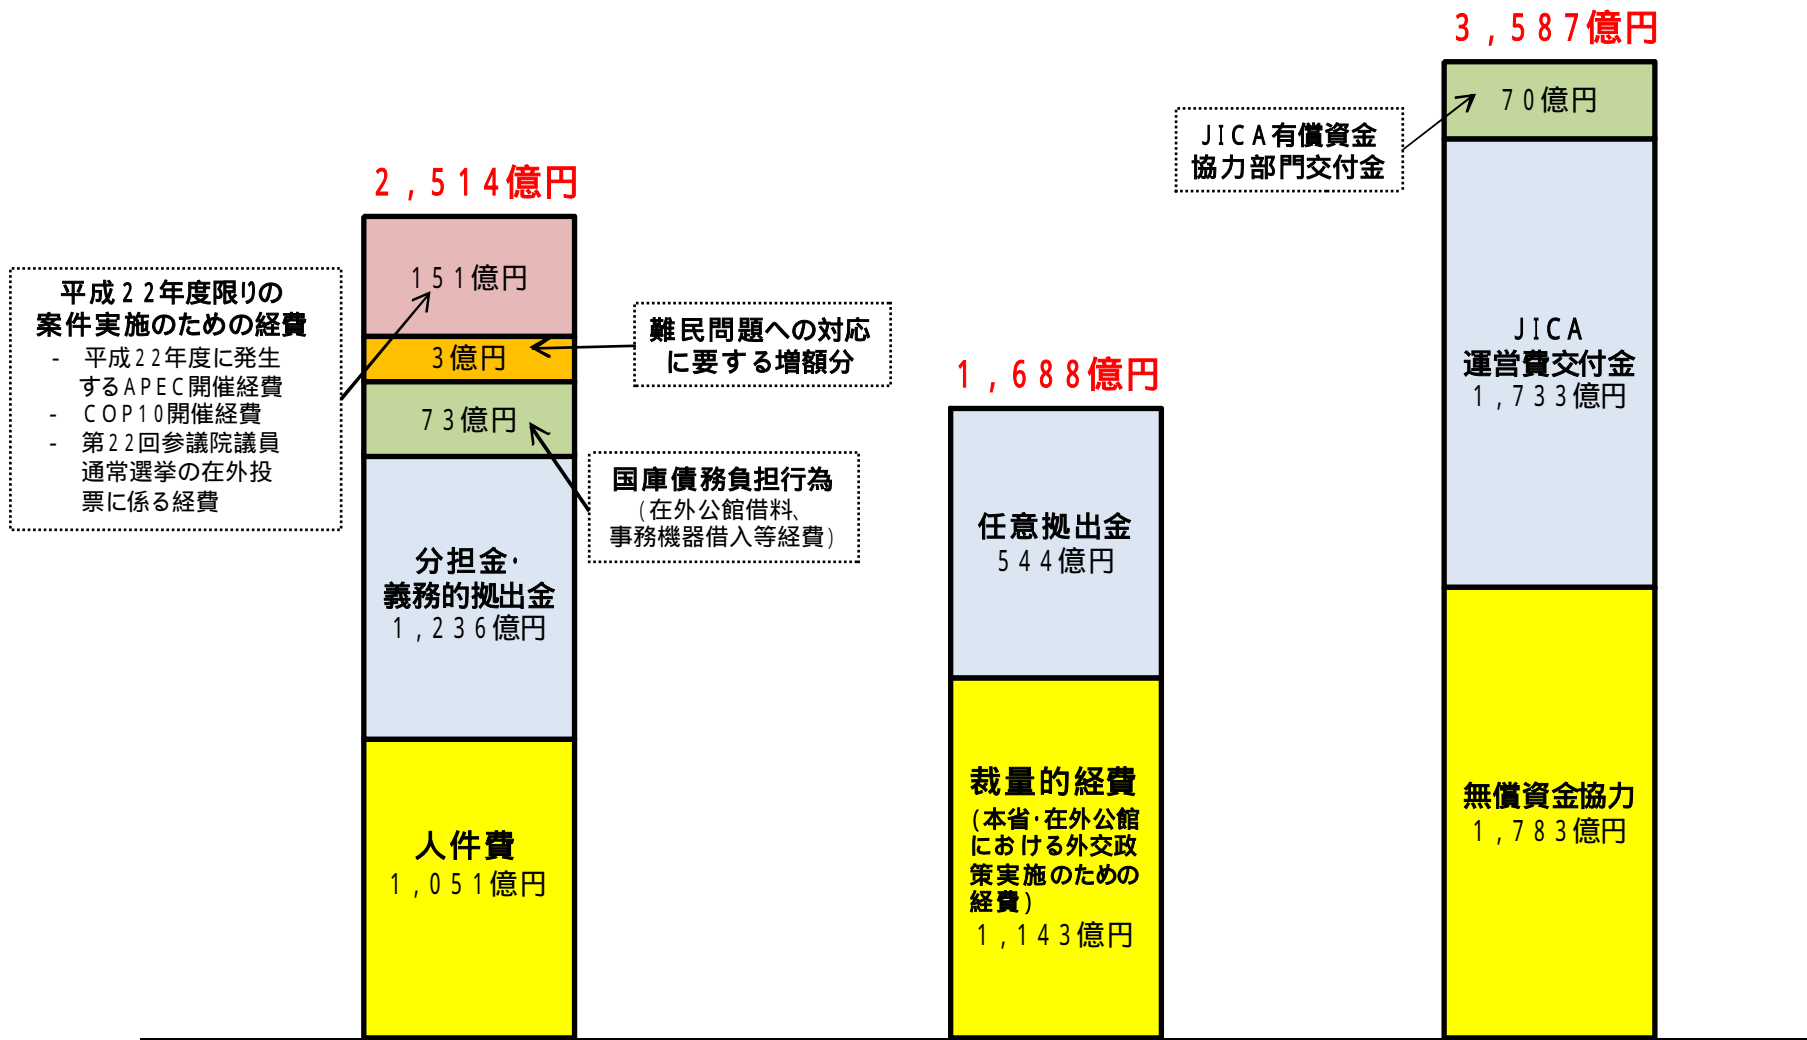 2,514億円
151億円
3億円
73億円
分担金・
義務的拠出金
1,236億円
人件費
1,051億円
平成22年度限りの
案件実施のための経費
- 平成22年度に発生
するAPEC開催経費
- COP10開催経費
- 第22回参議院議員
通常選挙の在外投
票に係る経費
難民問題への対応
に要する増額分
国庫債務負担行為
(在外公館借料、
事務機器借入等経費)
1,688億円
任意拠出金
544億円
裁量的経費
(本省・在外公館
における外交政
策実施のための
経費)
1,143億円
3,587億円
70億円
JICA有償資金
協力部門交付金
JICA
運営費交付金
1,733億円
無償資金協力
1,783億円